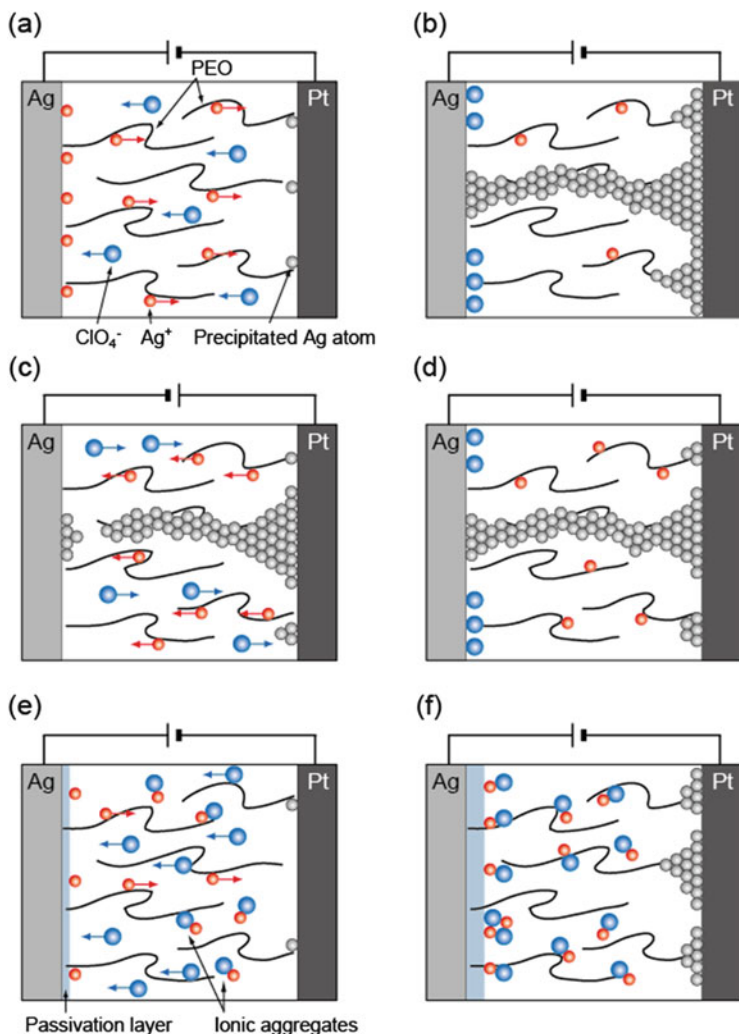 (a)
PEO
Ag
Pt
ClO₄⁻ Ag⁺ Precipitated Ag atom
(b)
Ag
Pt
(c)
Ag
Pt
(d)
Ag
Pt
(e)
Ag
Pt
Passivation layer Ionic aggregates
(f)
Ag
Pt